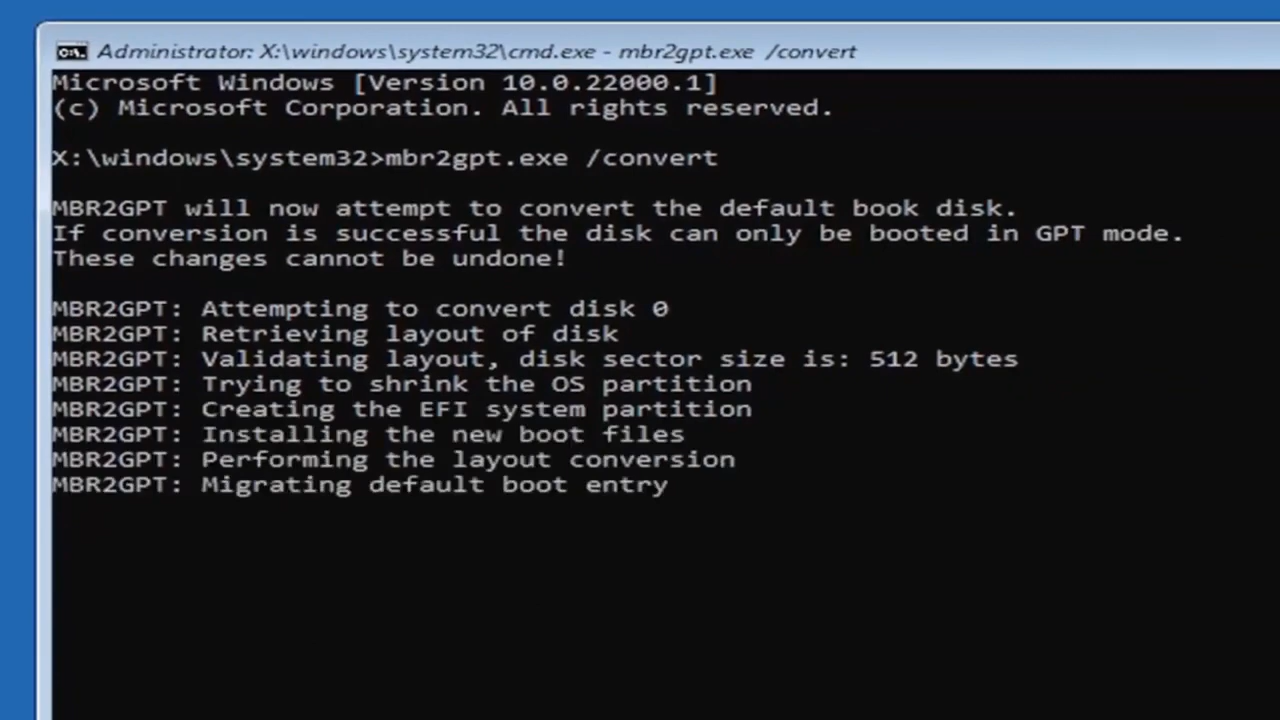 Administrator: X:\windows\system32\cmd.exe - mbr2gpt.exe /convert
Microsoft Windows [Version 10.0.22000.1]
(c) Microsoft Corporation. All rights reserved.
X:\windows\system32>mbr2gpt.exe /convert
MBR2GPT will now attempt to convert the default book disk.
If conversion is successful the disk can only be booted in GPT mode.
These changes cannot be undone!
MBR2GPT: Attempting to convert disk 0
MBR2GPT: Retrieving layout of disk
MBR2GPT: Validating layout, disk sector size is: 512 bytes
MBR2GPT: Trying to shrink the OS partition
MBR2GPT: Creating the EFI system partition
MBR2GPT: Installing the new boot files
MBR2GPT: Performing the layout conversion
MBR2GPT: Migrating default boot entry